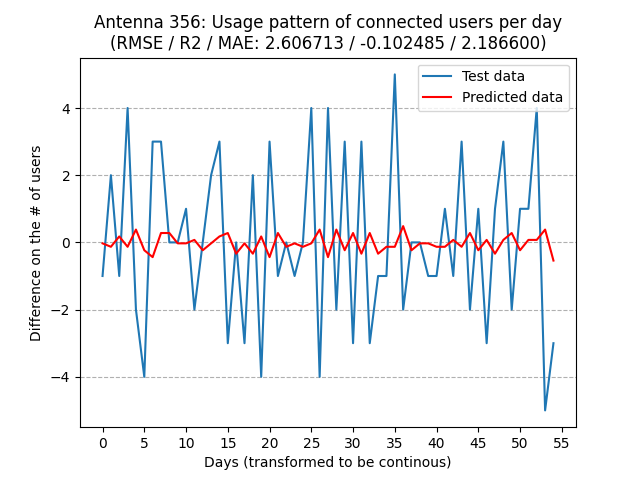 Antenna 356: Usage pattern of connected users per day
(RMSE / R2 / MAE: 2.606713 / -0.102485 / 2.186600)
Test data
Predicted data
Difference on the # of users
4
2
0
−2
−4
0 5 10 15 20 25 30 35 40 45 50 55
Days (transformed to be continous)